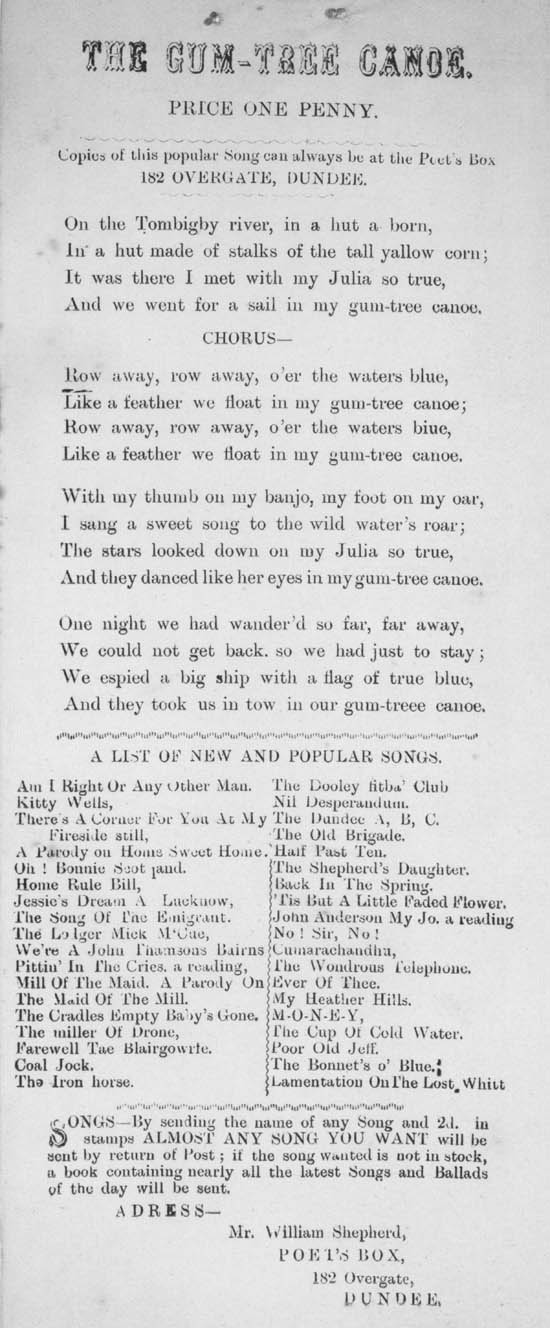 THE GUM-TREE CANOE.
PRICE ONE PENNY.
Copies of this popular Song can always be at the Poet's Box
182 OVERGATE, DUNDEE.
On the Tombigby river, in a hut a born,
In a hut made of stalks of the tall yallow corn;
It was there I met with my Julia so true,
And we went for a sail in my gum-tree canoe.
CHORUS—
Row away, row away, o'er the waters blue,
Like a feather we float in my gum-tree canoe;
Row away, row away, o'er the waters biue,
Like a feather we float in my gum-tree canoe.
With my thumb on my banjo, my foot on my oar,
I sang a sweet song to the wild water's roar;
The stars looked down on my Julia so true,
And they danced like her eyes in my gum-tree canoe.
One night we had wander'd so far, far away,
We could not get back. so we had just to stay;
We espied a big ship with a flag of true blue,
And they took us in tow in our gum-treee canoe.
A LIST OF NEW AND POPULAR SONGS.
Am I Right Or Any Other Man.
Kitty Wells,
There's A Corner For You At My
Fireside still,
A Parody on Home Sweet Home.
Oh ! Bonnie Scot land.
Home Rule Bill,
Jessie's Dream A Lucknow,
The Song Of The Emigrant.
The Lodger Mick McCue,
We're A John Thamsons Bairns
Pittin' In The Cries. a reading,
Mill Of The Maid. A Parody On
The Maid Of The Mill.
The Cradles Empty Baby's Gone.
The miller Of Drone,
Farewell Tae Blairgowrie.
Coal Jock.
The Iron horse.
The Dooley fitba' Club
Nil Desperandum.
The Dundee A, B, C.
The Old Brigade.
Half Past Ten.
The Shepherd's Daughter.
Back In The Spring.
'Tis But A Little Faded Flower.
John Anderson My Jo. a reading
No ! Sir, No !
Cumarachandhu,
The Wondrous Telephone.
Ever Of Thee.
My Heather Hills.
M-O-N-E-Y,
The Cup Of Cold Water.
Poor Old Jeff.
The Bonnet's o' Blue.
Lamentation On The Lost. Whitt
SONGS—By sending the name of any Song and 2d. in
stamps ALMOST ANY SONG YOU WANT will be
sent by return of Post; if the song wanted is not in stock,
a book containing nearly all the latest Songs and Ballads
of the day will be sent.
ADRESS—
Mr. William Shepherd,
POET'S BOX,
182 Overgate,
DUNDEE,